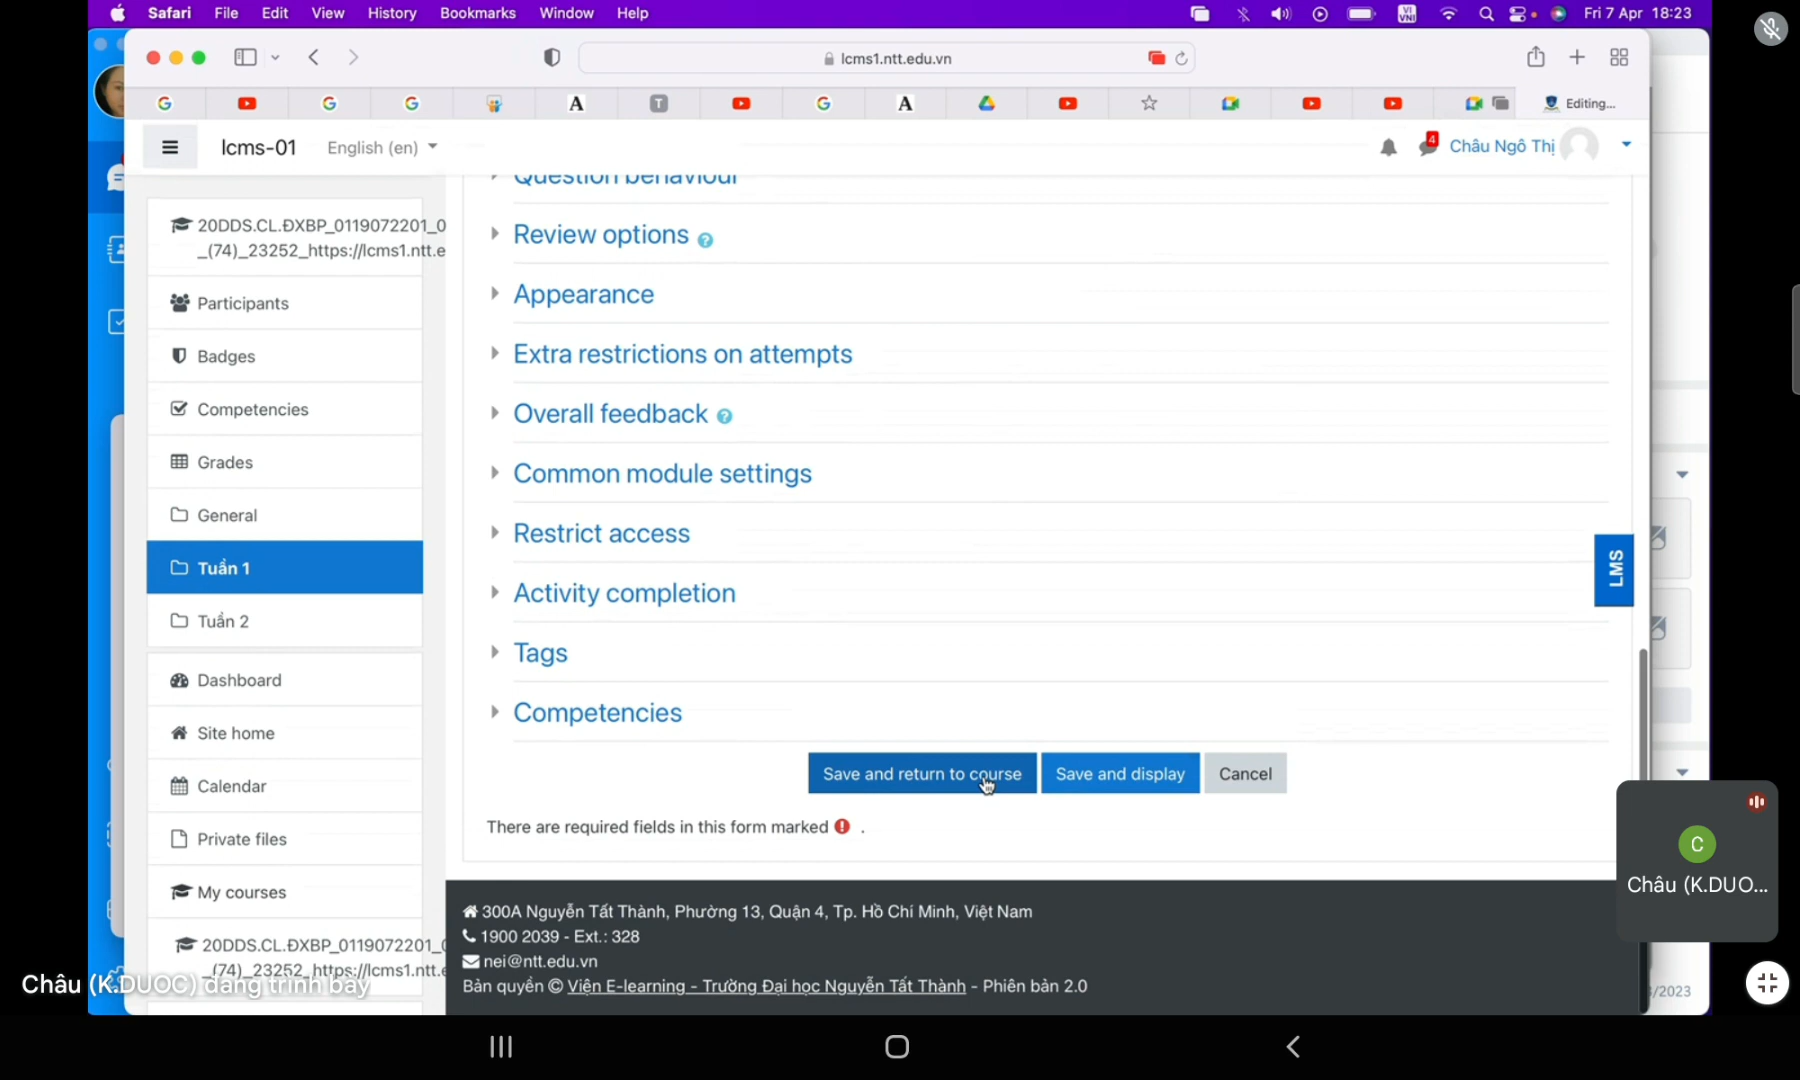 Safari File Edit View History Bookmarks Window Help
VI
VNI
Fri 7 Apr 18:23
lcms1.ntt.edu.vn
G G G A T G A Editing...
lcms-01 English (en)
4
Châu Ngô Thị
20DDS.CL.ĐXBP_0119072201_0
_(74)_23252_https://lcms1.ntt.e
Participants
Badges
Competencies
Grades
General
Tuần 1
Tuần 2
Dashboard
Site home
Calendar
Private files
My courses
20DDS.CL.ĐXBP_0119072201_0
_(74)_23252_https://lcms1.ntt.e
Question behaviour
Review options
Appearance
Extra restrictions on attempts
Overall feedback
Common module settings
Restrict access
Activity completion
Tags
Competencies
Save and return to course Save and display Cancel
There are required fields in this form marked .
300A Nguyễn Tất Thành, Phường 13, Quận 4, Tp. Hồ Chí Minh, Việt Nam
1900 2039 - Ext.: 328
nei@ntt.edu.vn
Bản quyền © Viện E-learning - Trường Đại học Nguyễn Tất Thành - Phiên bản 2.0
LMS
C
Châu (K.DUO...
Châu (K.DUOC) đang trình bày
/2023